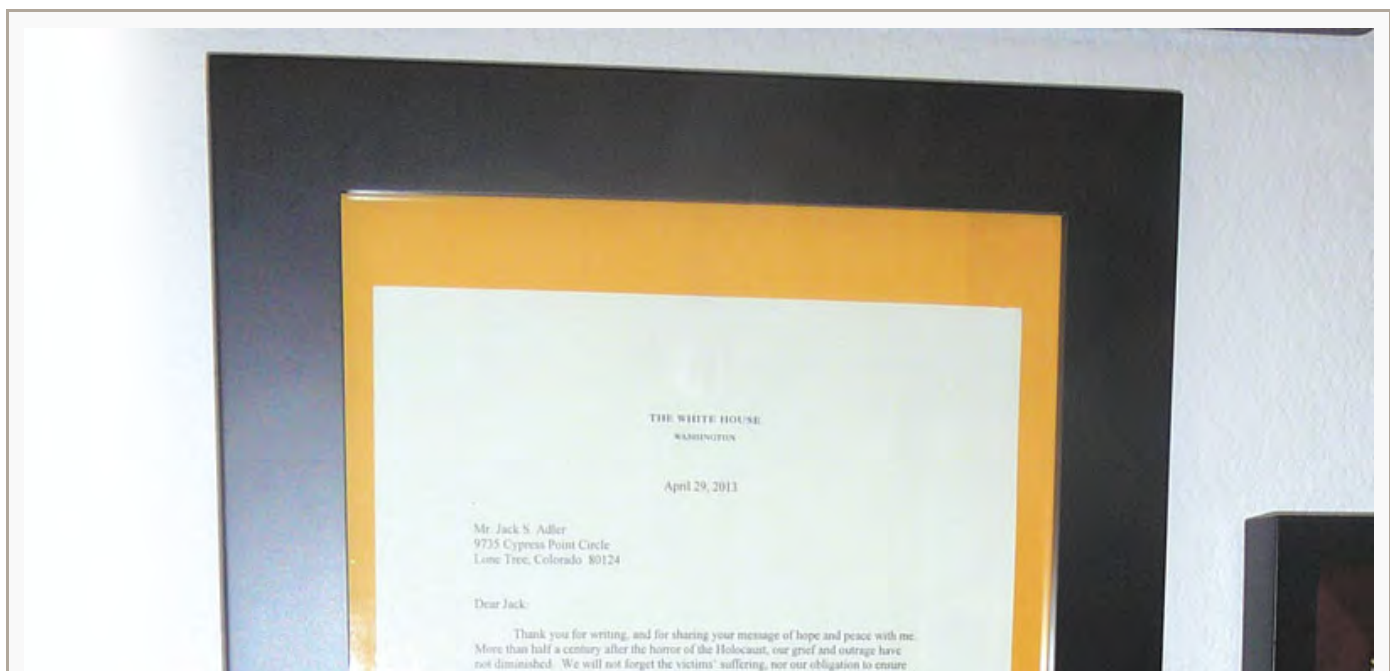 THE WHITE HOUSE
WASHINGTON
April 29, 2013
Mr. Jack S. Adler
9735 Cypress Point Circle
Lone Tree, Colorado 80124
Dear Jack:
Thank you for writing, and for sharing your message of hope and peace with me.
More than half a century after the horror of the Holocaust, our grief and outrage have
not diminished. We will not forget the victims' suffering, nor our obligation to ensure